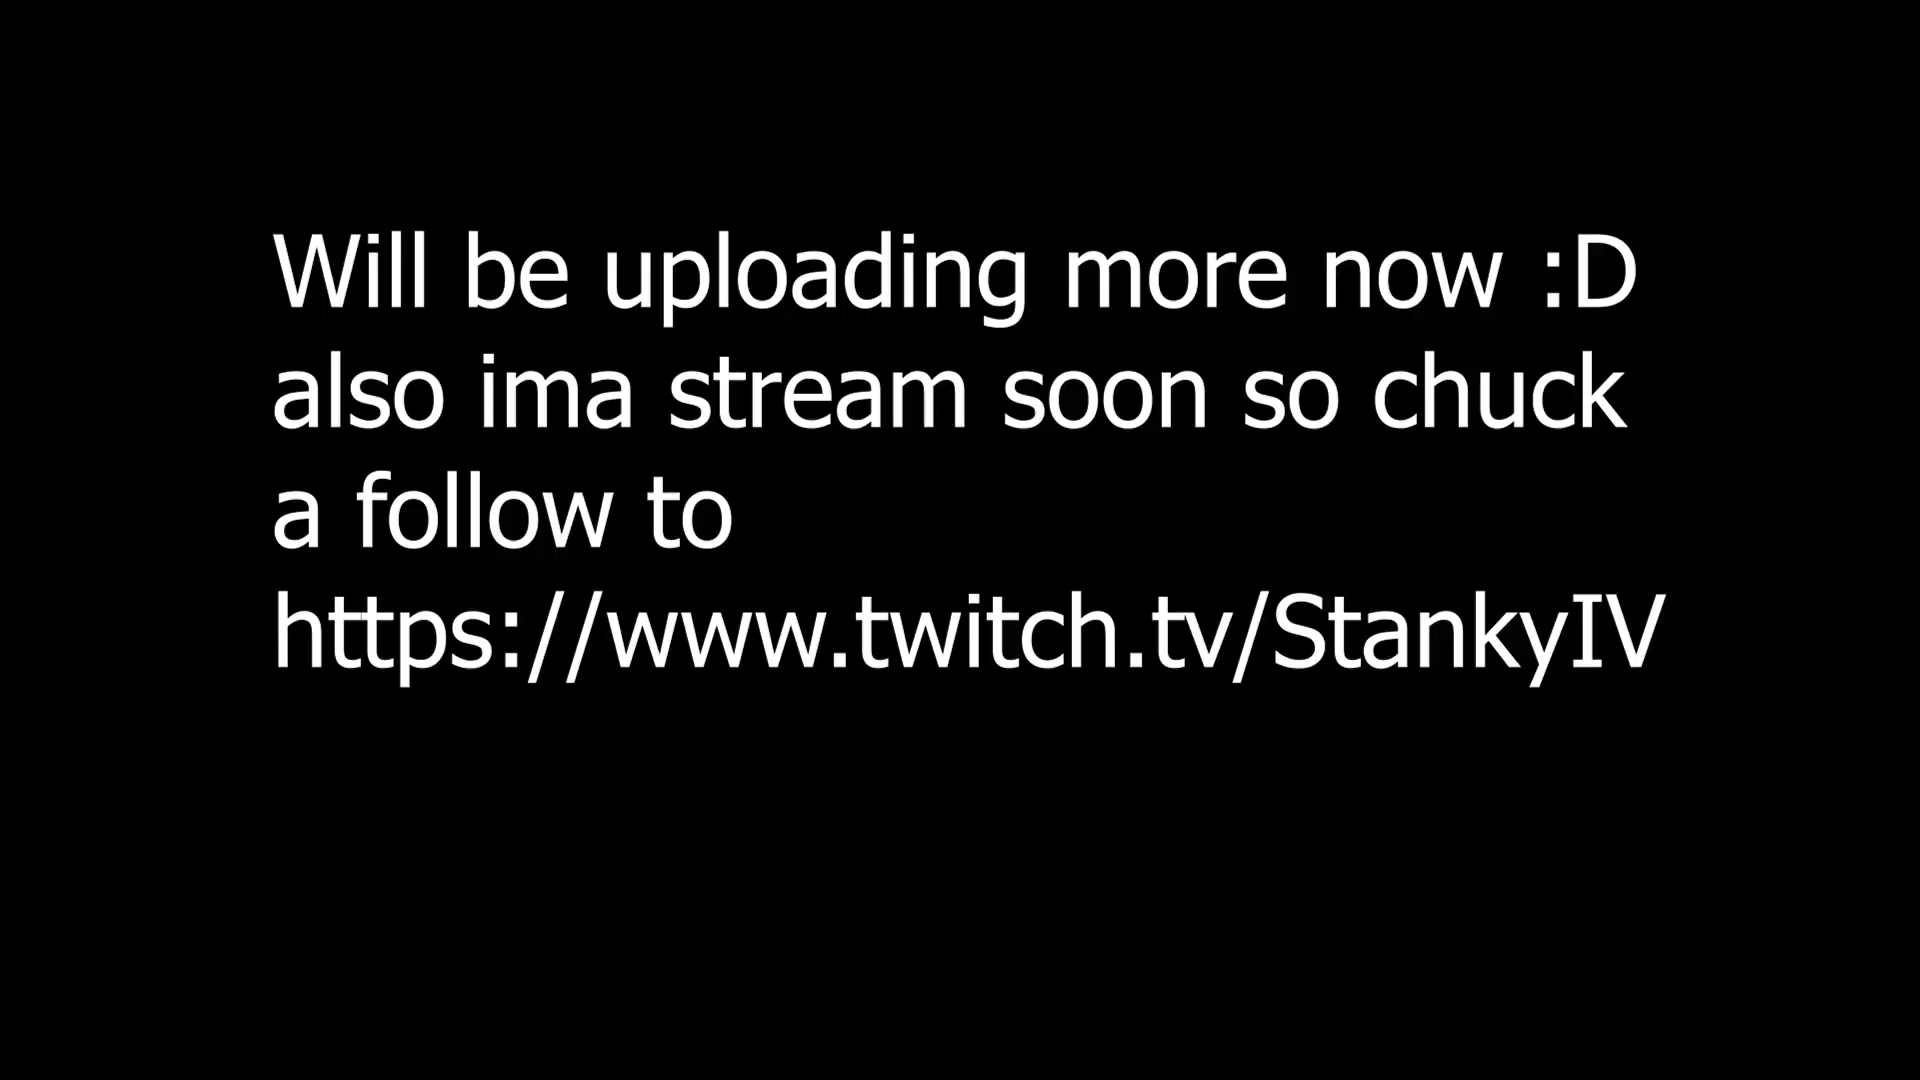 Will be uploading more now :D
also ima stream soon so chuck
a follow to
https://www.twitch.tv/StankyIV